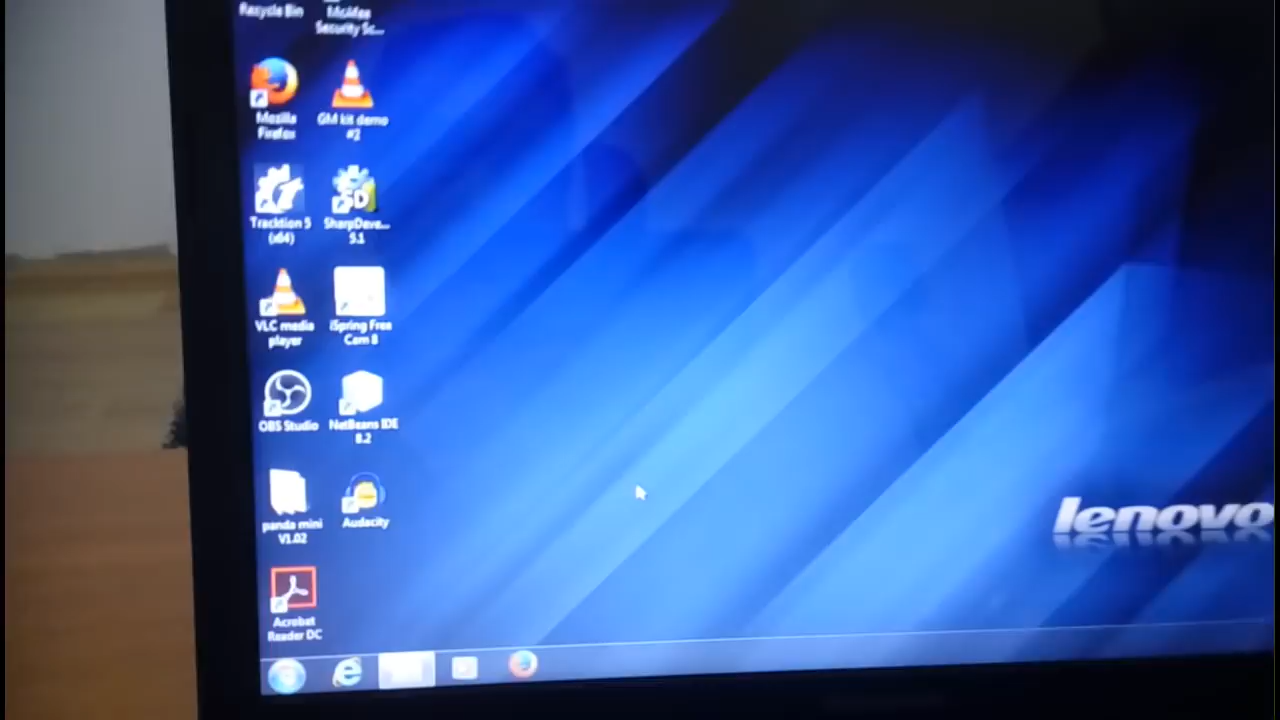 Recycle Bin
McAfee
Security Sc...
Mozilla
Firefox
GM kit demo
#2
Tracktion 5
(x64)
SharpDeve...
5.1
SD
VLC media
player
iSpring Free
Cam 8
OBS Studio
NetBeans IDE
8.2
panda mini
V1.02
Audacity
Acrobat
Reader DC
lenovo